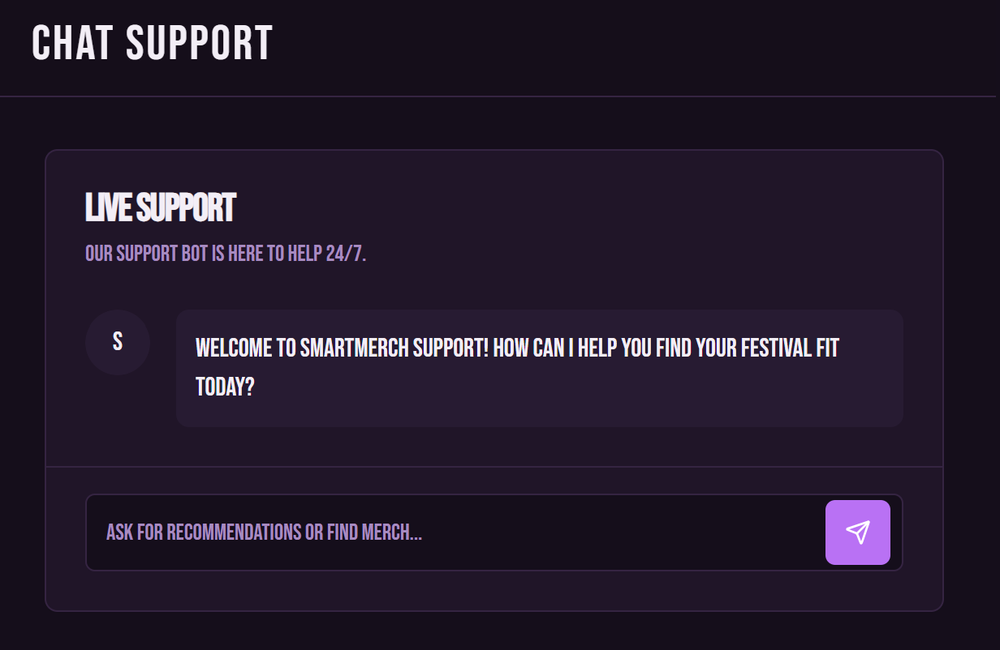 CHAT SUPPORT
LIVE SUPPORT
OUR SUPPORT BOT IS HERE TO HELP 24/7.
S
WELCOME TO SMARTMERCH SUPPORT! HOW CAN I HELP YOU FIND YOUR FESTIVAL FIT
TODAY?
ASK FOR RECOMMENDATIONS OR FIND MERCH...